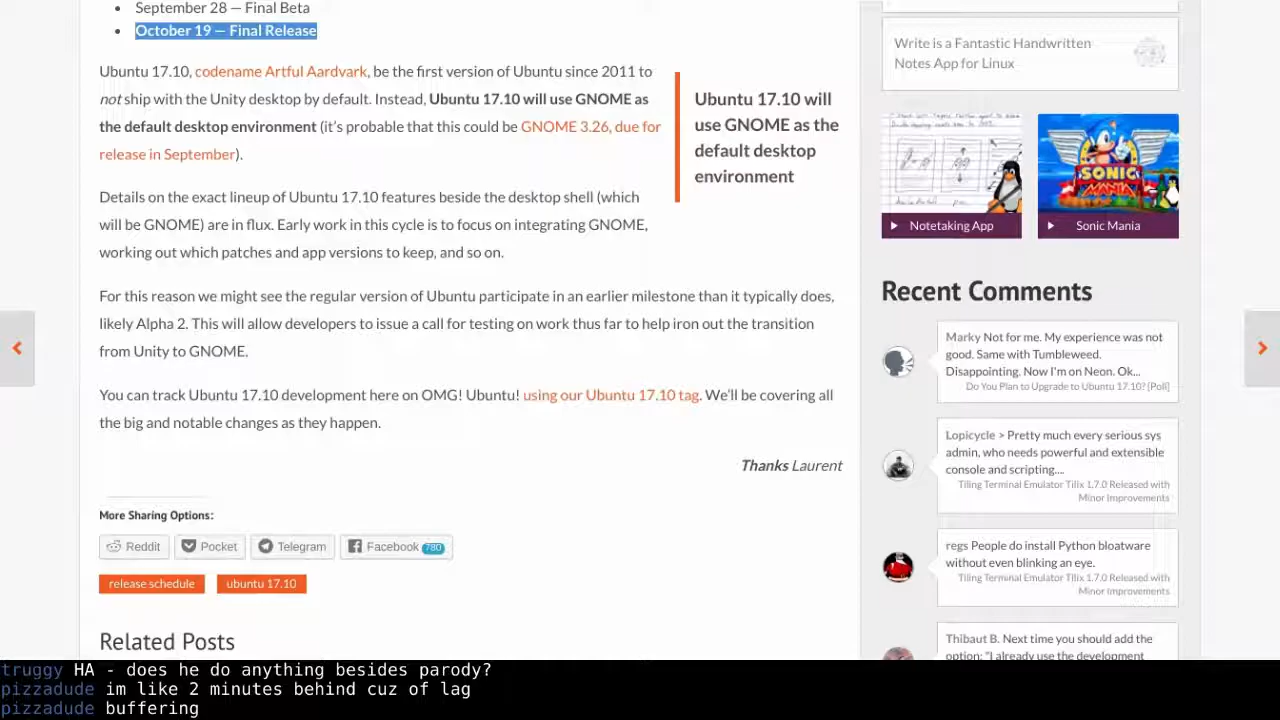 September 28 — Final Beta
October 19 — Final Release
Ubuntu 17.10, codename Artful Aardvark, be the first version of Ubuntu since 2011 to
not ship with the Unity desktop by default. Instead, Ubuntu 17.10 will use GNOME as
the default desktop environment (it's probable that this could be GNOME 3.26, due for
release in September).
Ubuntu 17.10 will
use GNOME as the
default desktop
environment
Details on the exact lineup of Ubuntu 17.10 features beside the desktop shell (which
will be GNOME) are in flux. Early work in this cycle is to focus on integrating GNOME,
working out which patches and app versions to keep, and so on.
For this reason we might see the regular version of Ubuntu participate in an earlier milestone than it typically does,
likely Alpha 2. This will allow developers to issue a call for testing on work thus far to help iron out the transition
from Unity to GNOME.
You can track Ubuntu 17.10 development here on OMG! Ubuntu! using our Ubuntu 17.10 tag. We'll be covering all
the big and notable changes as they happen.
Thanks Laurent
More Sharing Options:
Reddit
Pocket
Telegram
Facebook 780
release schedule
ubuntu 17.10
Related Posts
Write is a Fantastic Handwritten
Notes App for Linux
SONIC
MANIA
Notetaking App
Sonic Mania
Recent Comments
Marky Not for me. My experience was not
good. Same with Tumbleweed.
Disappointing. Now I'm on Neon. Ok...
Do You Plan to Upgrade to Ubuntu 17.10? [Poll]
Lopicycle > Pretty much every serious sys
admin, who needs powerful and extensible
console and scripting....
Tiling Terminal Emulator Tilix 1.7.0 Released with
Minor Improvements
regs People do install Python bloatware
without even blinking an eye.
Tiling Terminal Emulator Tilix 1.7.0 Released with
Minor Improvements
Thibaut B. Next time you should add the
option: "I already use the development
truggy HA - does he do anything besides parody?
pizzadude im like 2 minutes behind cuz of lag
pizzadude buffering